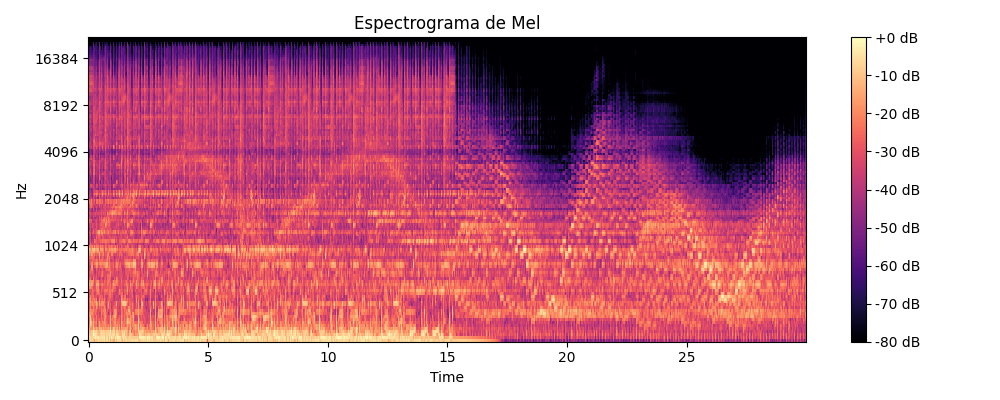 Espectrograma de Mel
Hz
16384
8192
4096
2048
1024
512
0
0 5 10 15 20 25
Time
+0 dB
-10 dB
-20 dB
-30 dB
-40 dB
-50 dB
-60 dB
-70 dB
-80 dB